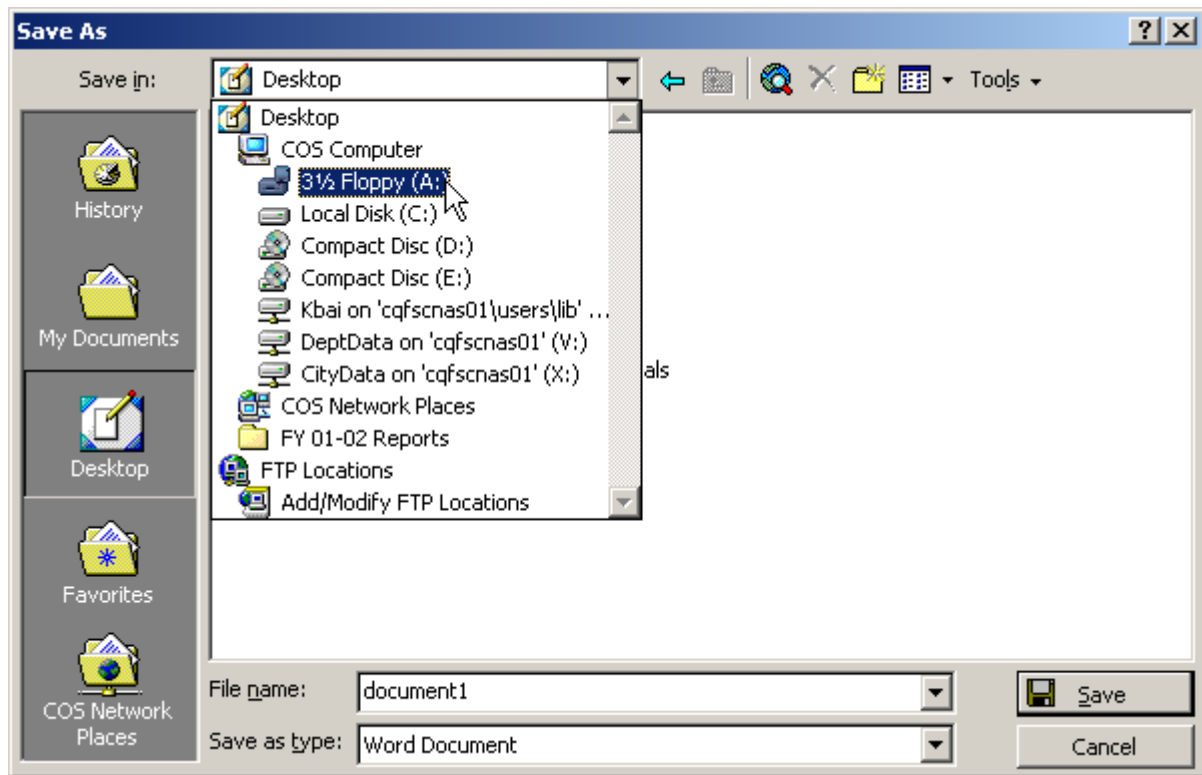 Save As
Save in:
Desktop
Tools
Desktop
COS Computer
3½ Floppy (A:)
Local Disk (C:)
Compact Disc (D:)
Compact Disc (E:)
Kbai on 'cqfscnas01\users\lib' ...
DeptData on 'cqfscnas01' (V:)
CityData on 'cqfscnas01' (X:)
COS Network Places
FY 01-02 Reports
FTP Locations
Add/Modify FTP Locations
als
History
My Documents
Desktop
Favorites
COS Network
Places
File name:
document1
Save
Save as type:
Word Document
Cancel